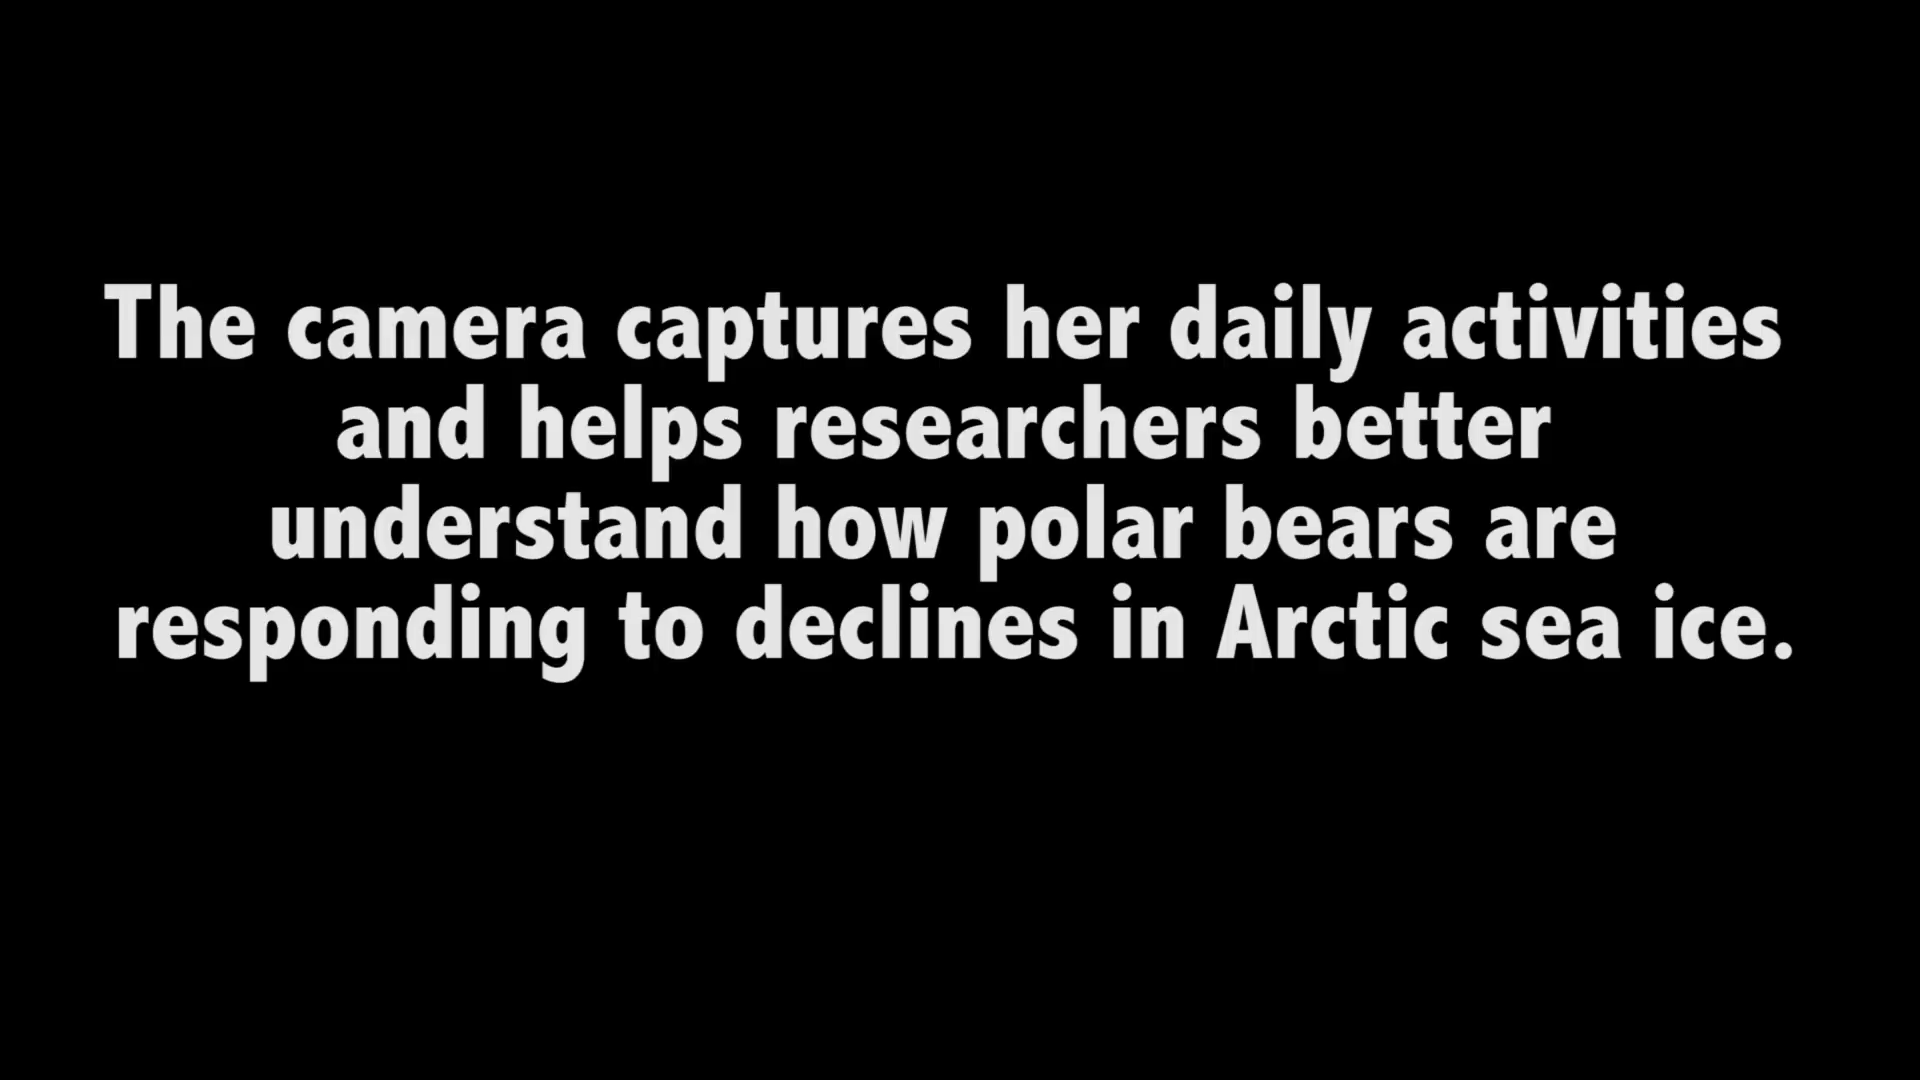 The camera captures her daily activities
and helps researchers better
understand how polar bears are
responding to declines in Arctic sea ice.